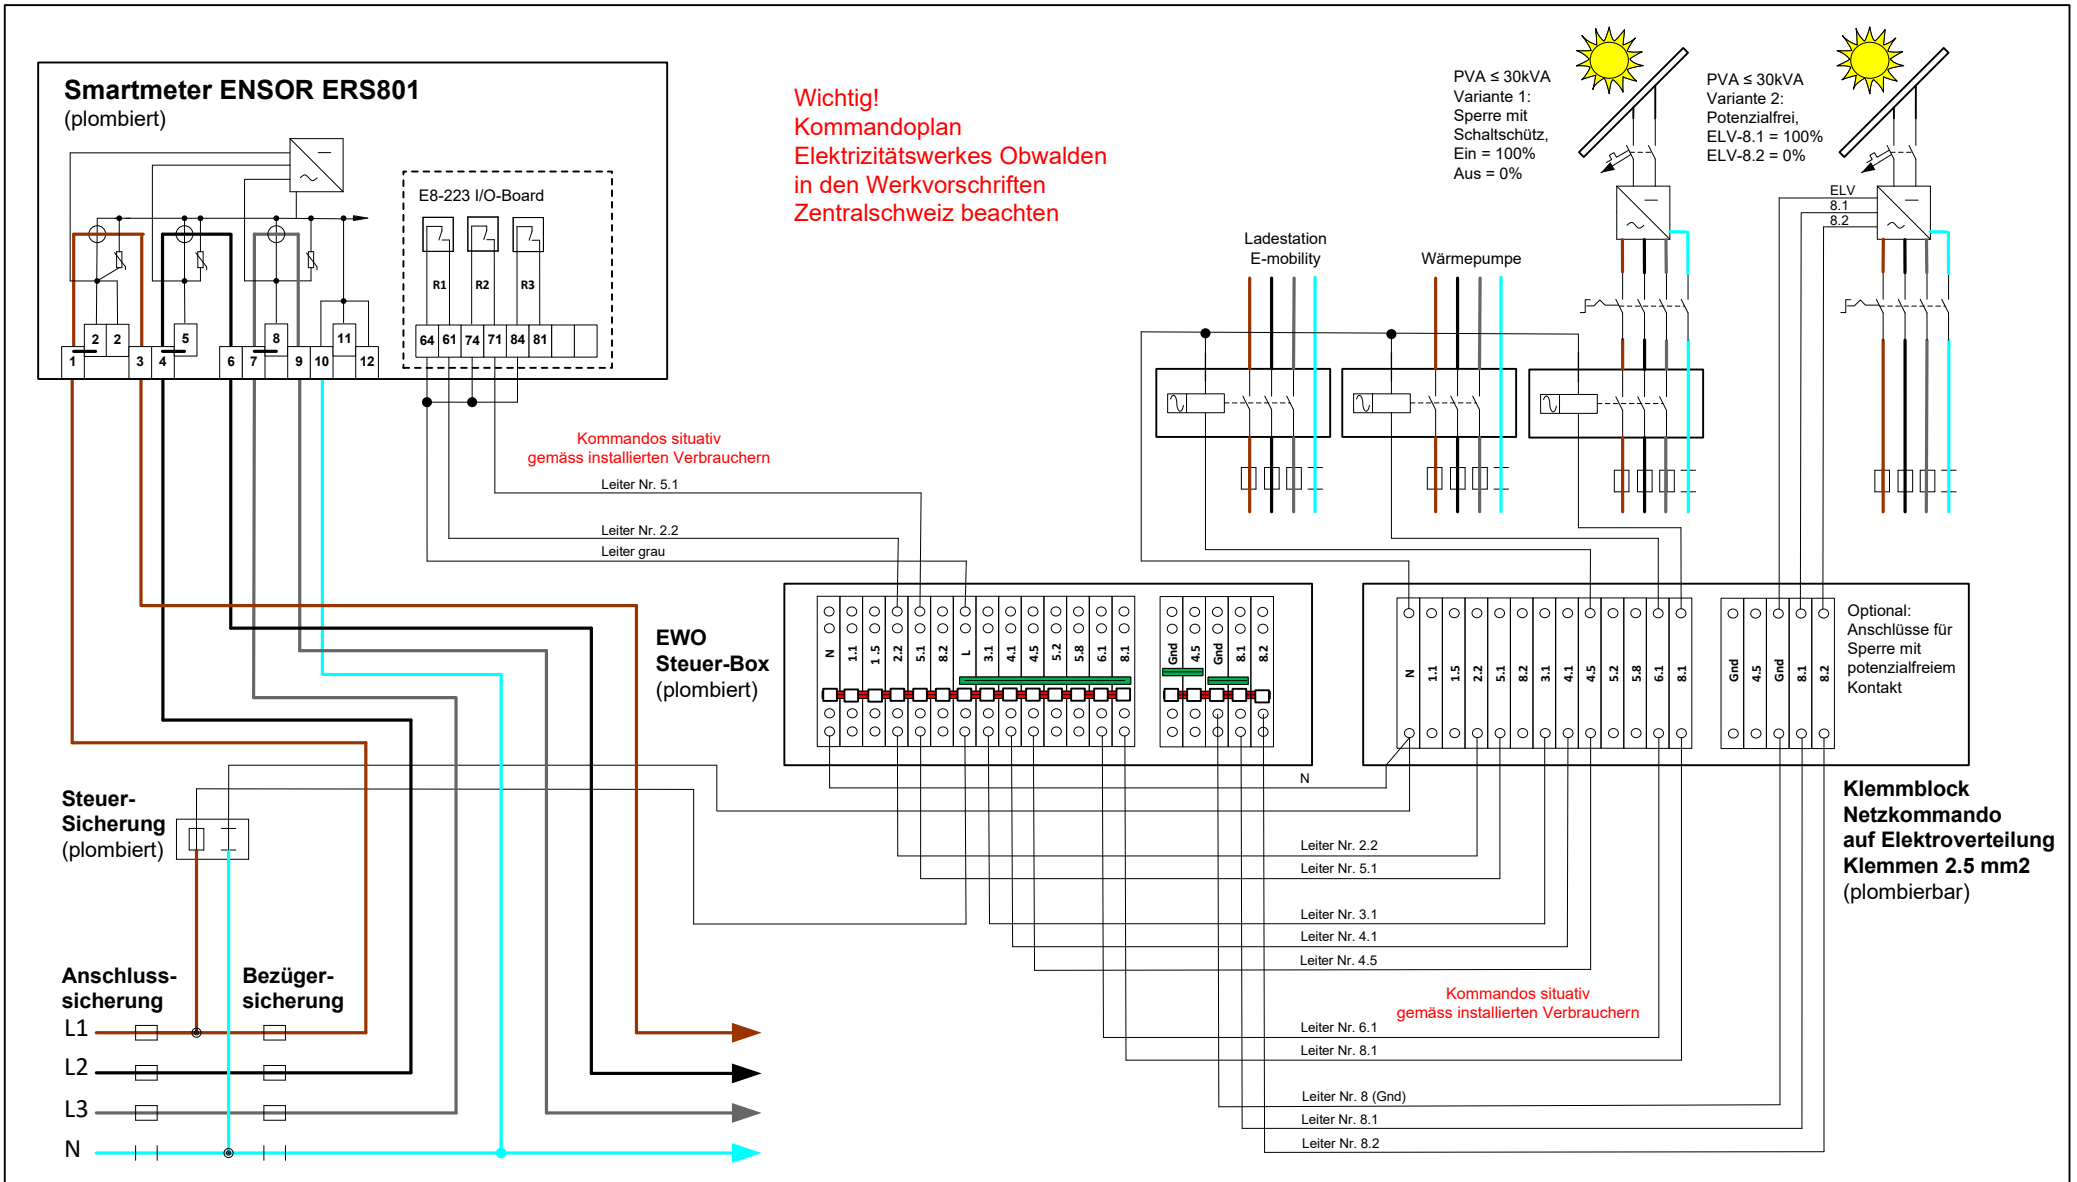 Smartmeter ENSOR ERS801
(plombiert)
E8-223 I/O-Board
R1
R2
R3
64 61 74 71 84 81
2 2 5 8 11
1 3 4 6 7 9 10 12
Wichtig!
Kommandoplan
Elektrizitätswerkes Obwalden
in den Werkvorschriften
Zentralschweiz beachten
PVA ≤ 30kVA
Variante 1:
Sperre mit
Schaltschütz,
Ein = 100%
Aus = 0%
PVA ≤ 30kVA
Variante 2:
Potenzialfrei,
ELV-8.1 = 100%
ELV-8.2 = 0%
ELV
8.1
8.2
Ladestation
E-mobility
Wärmepumpe
Kommandos situativ
gemäss installierten Verbrauchern
Leiter Nr. 5.1
Leiter Nr. 2.2
Leiter grau
EWO
Steuer-Box
(plombiert)
N 1.1 1.5 2.2 5.1 8.2 L 3.1 4.1 4.5 5.2 5.8 6.1 8.1
Gnd 4.5 Gnd 8.1 8.2
N 1.1 1.5 2.2 5.1 8.2 3.1 4.1 4.5 5.2 5.8 6.1 8.1
Gnd 4.5 Gnd 8.1 8.2
Optional:
Anschlüsse für
Sperre mit
potenzialfreiem
Kontakt
Klemmblock
Netzkommando
auf Elektroverteilung
Klemmen 2.5 mm2
(plombierbar)
N
Leiter Nr. 2.2
Leiter Nr. 5.1
Leiter Nr. 3.1
Leiter Nr. 4.1
Leiter Nr. 4.5
Kommandos situativ
gemäss installierten Verbrauchern
Leiter Nr. 6.1
Leiter Nr. 8.1
Leiter Nr. 8 (Gnd)
Leiter Nr. 8.1
Leiter Nr. 8.2
Steuer-
Sicherung
(plombiert)
Anschluss-
sicherung
Bezüger-
sicherung
L1
L2
L3
N